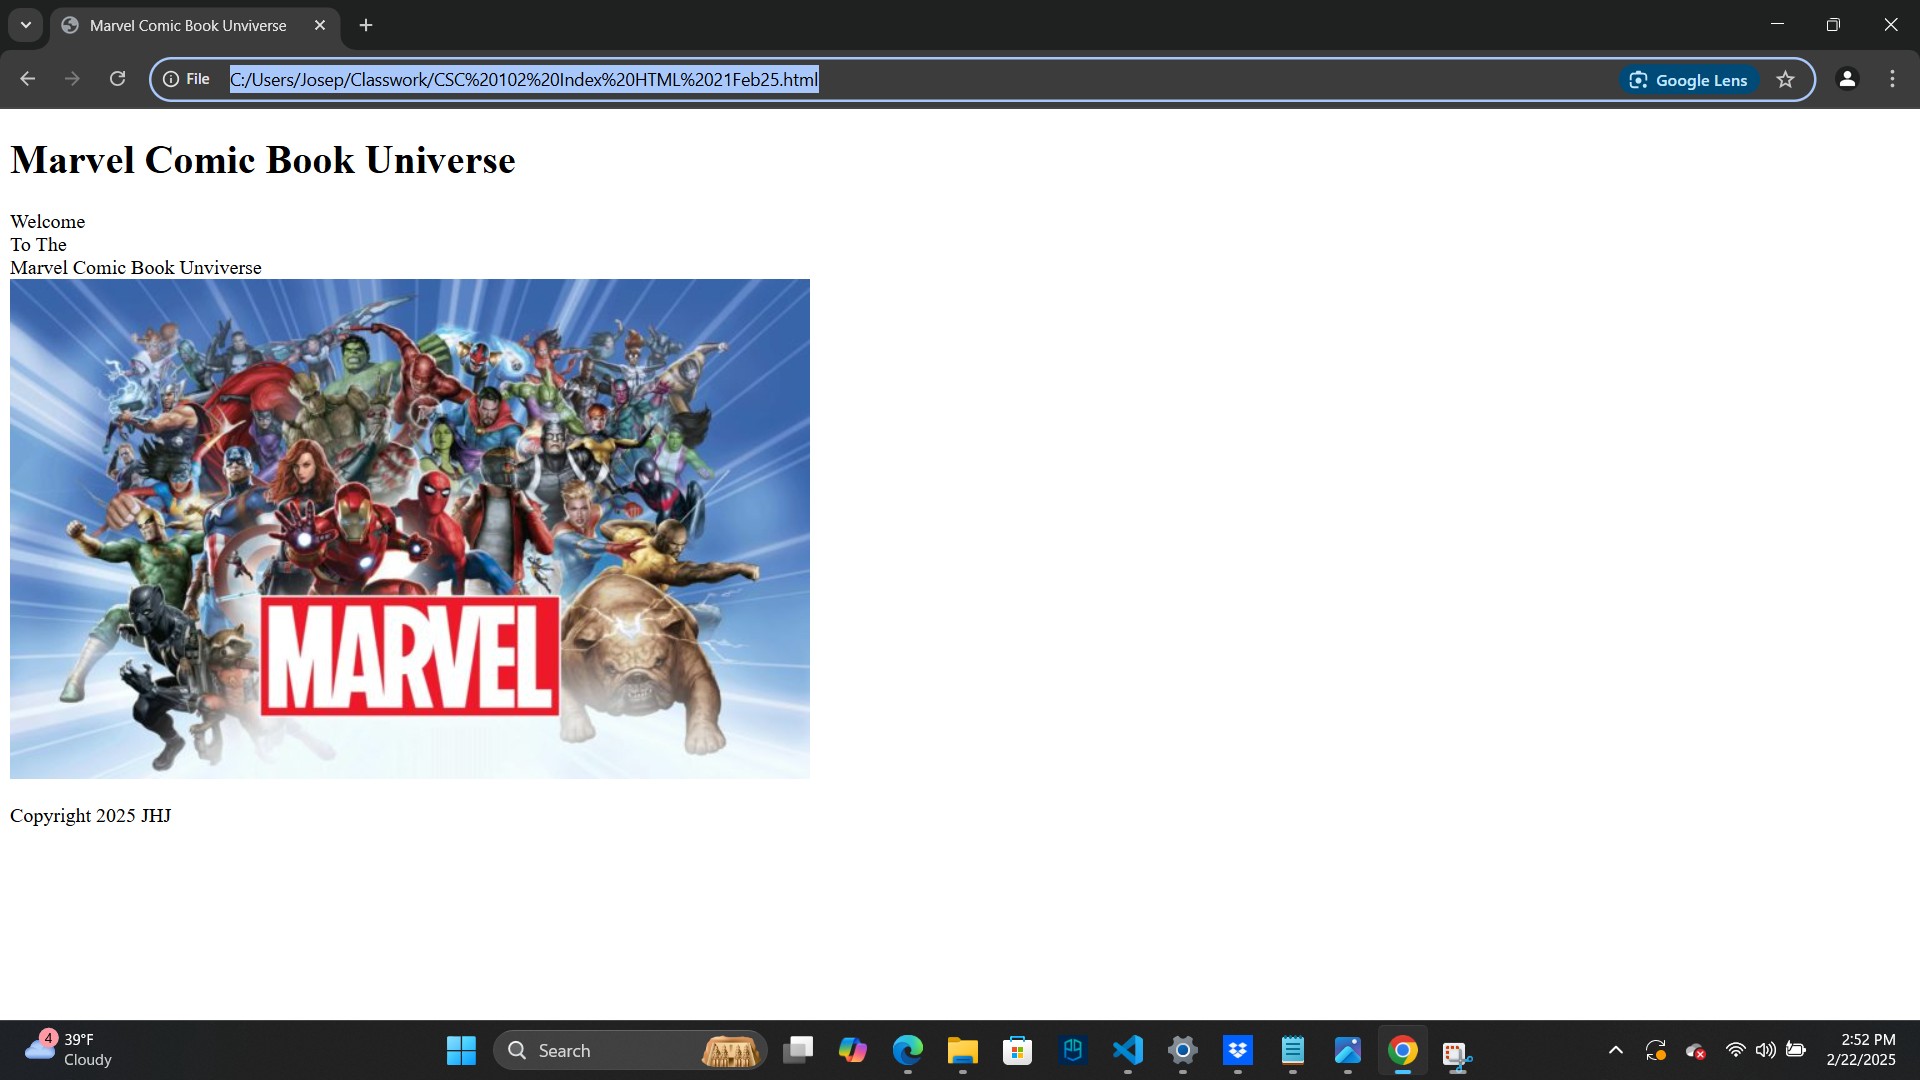 Marvel Comic Book Unviverse
File
C:/Users/Josep/Classwork/CSC%20102%20Index%20HTML%2021Feb25.html
Google Lens
Marvel Comic Book Universe
Welcome
To The
Marvel Comic Book Unviverse
MARVEL
Copyright 2025 JHJ
4
39°F
Cloudy
Search
2:52 PM
2/22/2025